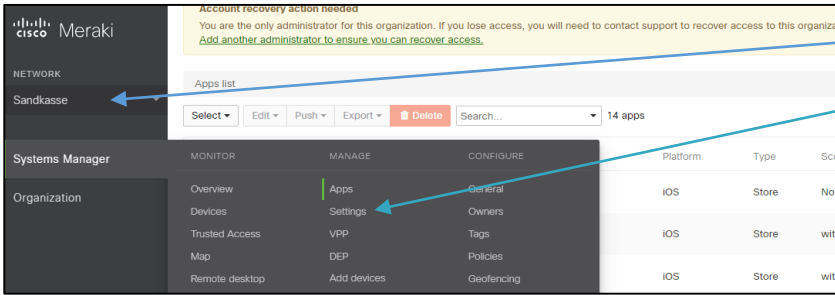 Account recovery action needed
You are the only administrator for this organization. If you lose access, you will need to contact support to recover access to this
Add another administrator to ensure you can recover access.
cisco Meraki
NETWORK
Sandkasse
Apps list
Select Edit Push Export Delete Search... 14 apps
Systems Manager
Organization
MONITOR MANAGE CONFIGURE
Overview Apps General
Devices Settings Owners
Trusted Access VPP Tags
Map DEP Policies
Remote desktop Add devices Geofencing
Platform Type
iOS Store No
iOS Store
iOS Store